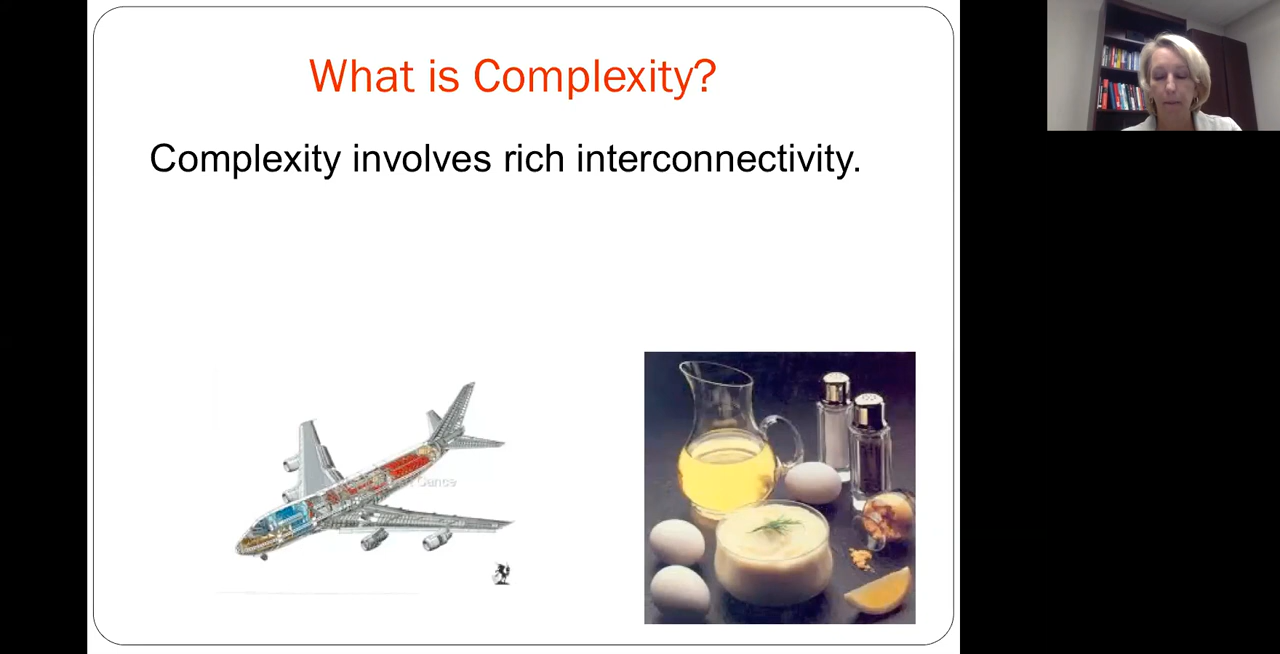 What is Complexity?
Complexity involves rich interconnectivity.